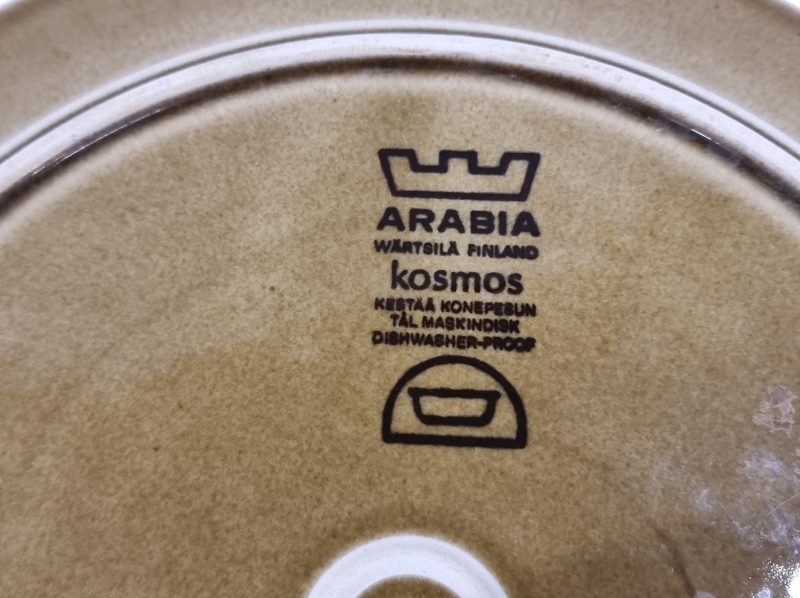 ARABIA
WÄRTSILÄ FINLAND
kosmos
KESTÄÄ KONEPESUN
TÅL MASKINDISK
DISHWASHER-PROOF